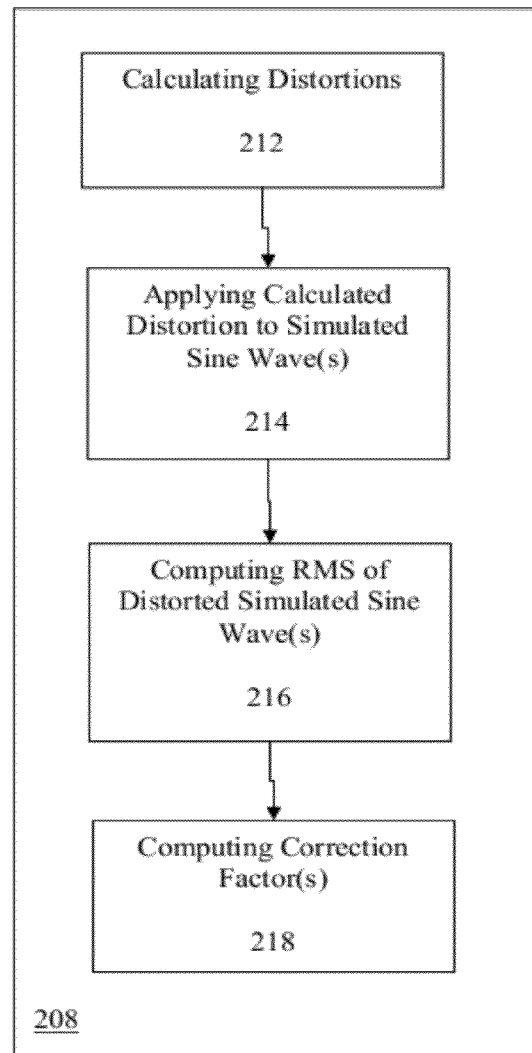 Calculating Distortions
212
Applying Calculated
Distortion to Simulated
Sine Wave(s)
214
Computing RMS of
Distorted Simulated Sine
Wave(s)
216
Computing Correction
Factor(s)
218
208